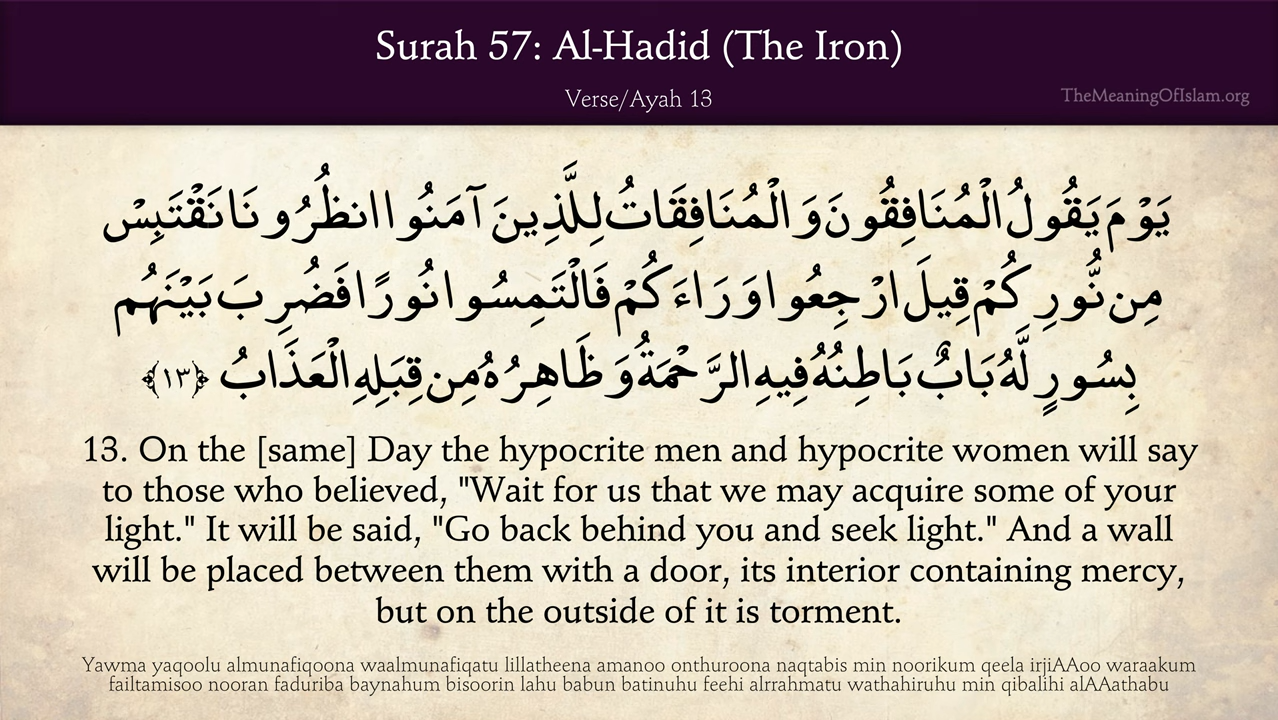 Surah 57: Al-Hadid (The Iron)
Verse/Ayah 13
TheMeaningOfIslam.org
يَوْمَ يَقُولُ الْمُنَافِقُونَ وَالْمُنَافِقَاتُ لِلَّذِينَ آمَنُوا انظُرُونَا نَقْتَبِسْ
مِن نُّورِكُمْ قِيلَ ارْجِعُوا وَرَاءَكُمْ فَالْتَمِسُوا نُورًا فَضُرِبَ بَيْنَهُم
بِسُورٍ لَّهُ بَابٌ بَاطِنُهُ فِيهِ الرَّحْمَةُ وَظَاهِرُهُ مِن قِبَلِهِ الْعَذَابُ ﴿١٣﴾
13. On the [same] Day the hypocrite men and hypocrite women will say
to those who believed, "Wait for us that we may acquire some of your
light." It will be said, "Go back behind you and seek light." And a wall
will be placed between them with a door, its interior containing mercy,
but on the outside of it is torment.
Yawma yaqoolu almunafiqoona waalmunafiqatu lillatheena amanoo onthuroona naqtabis min noorikum qeela irjiAAoo waraakum
failtamisoo nooran faduriba baynahum bisoorin lahu babun batinuhu feehi alrrahmatu wathahiruhu min qibalihi alAAathabu